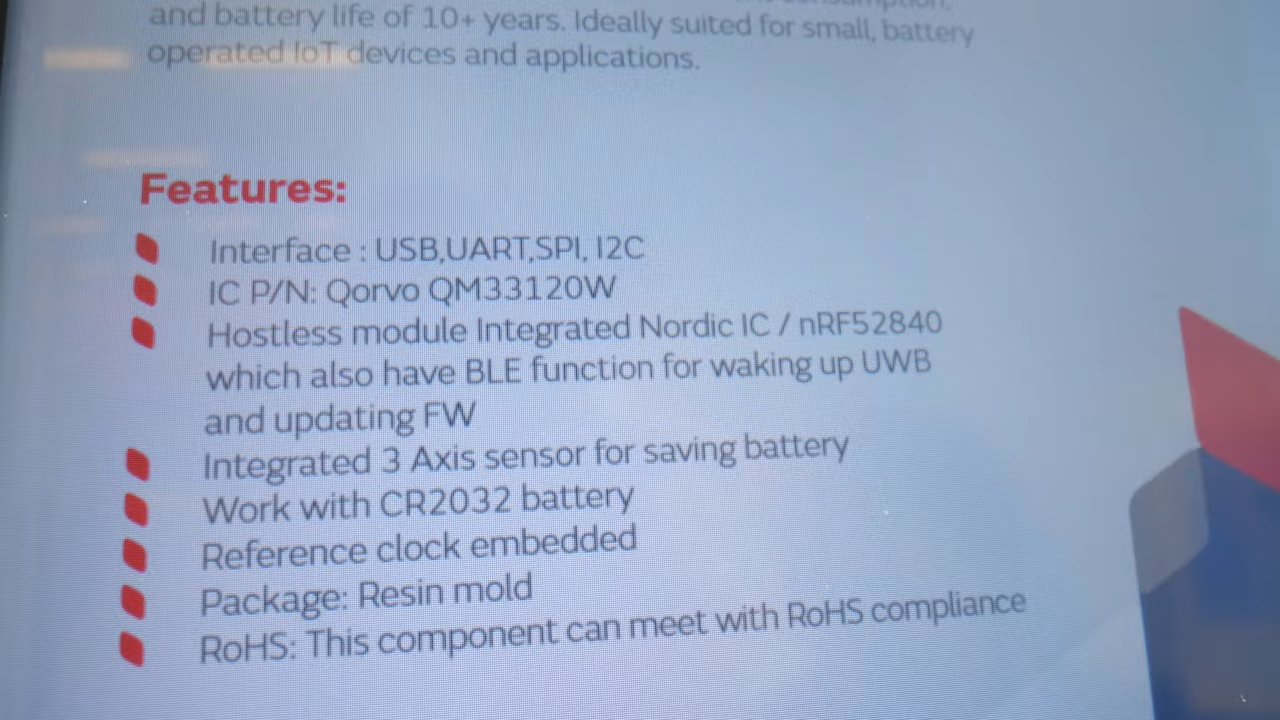 and battery life of 10+ years. Ideally suited for small, battery
operated IoT devices and applications.
Features:
Interface : USB,UART,SPI, I2C
IC P/N: Qorvo QM33120W
Hostless module Integrated Nordic IC / nRF52840
which also have BLE function for waking up UWB
and updating FW
Integrated 3 Axis sensor for saving battery
Work with CR2032 battery
Reference clock embedded
Package: Resin mold
RoHS: This component can meet with RoHS compliance